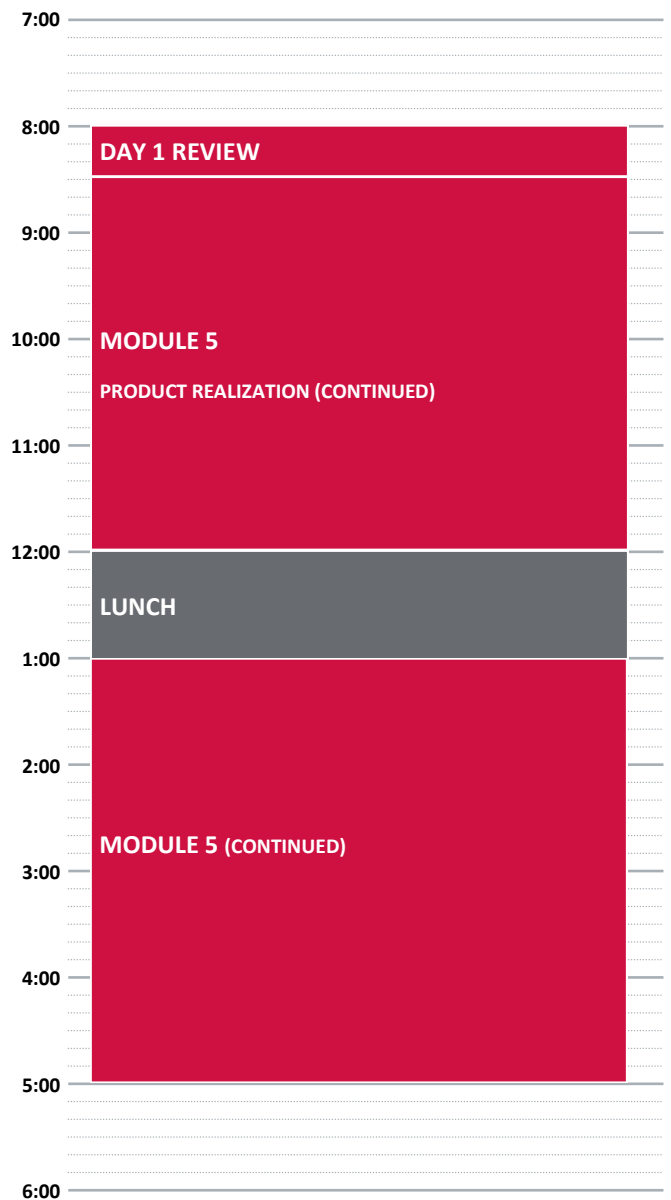 7:00
8:00
DAY 1 REVIEW
9:00
10:00
MODULE 5
PRODUCT REALIZATION (CONTINUED)
11:00
12:00
LUNCH
1:00
2:00
MODULE 5 (CONTINUED)
3:00
4:00
5:00
6:00